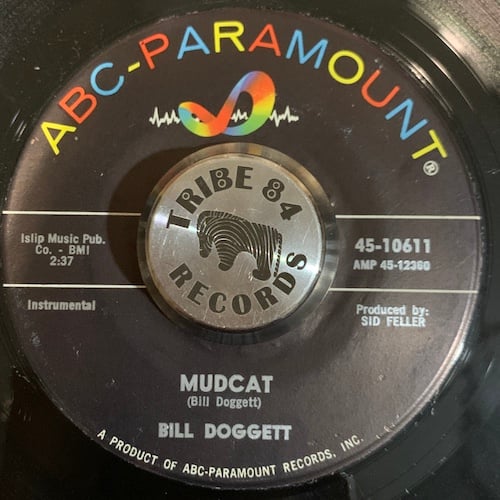 ABC-PARAMOUNT®
TRIBE 84
RECORDS
Islip Music Pub.
Co. - BMI
2:37
45-10611
AMP 45-12360
Instrumental
Produced by:
SID FELLER
MUDCAT
(Bill Doggett)
BILL DOGGETT
A PRODUCT OF ABC-PARAMOUNT RECORDS, INC.